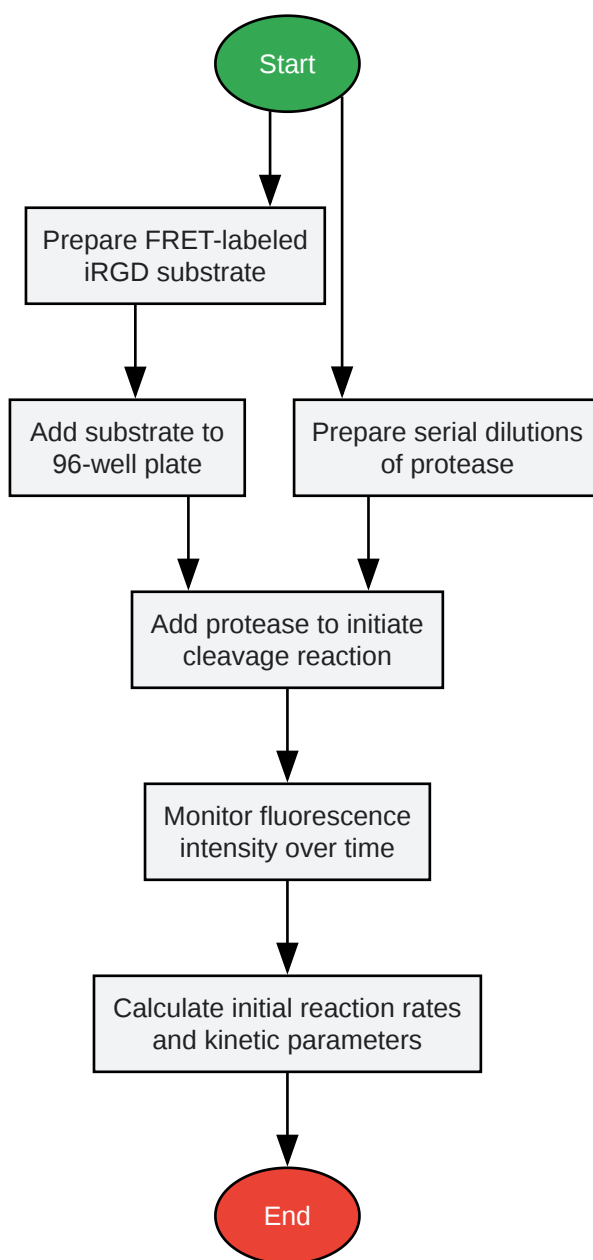 Start
Prepare FRET-labeled
iRGD substrate
Add substrate to
96-well plate
Prepare serial dilutions
of protease
Add protease to initiate
cleavage reaction
Monitor fluorescence
intensity over time
Calculate initial reaction rates
and kinetic parameters
End